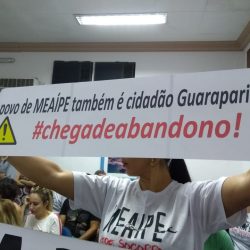 povo de MEAÍPE também é cidadão Guarapari
#chegadeabandono!
MEAÍPE